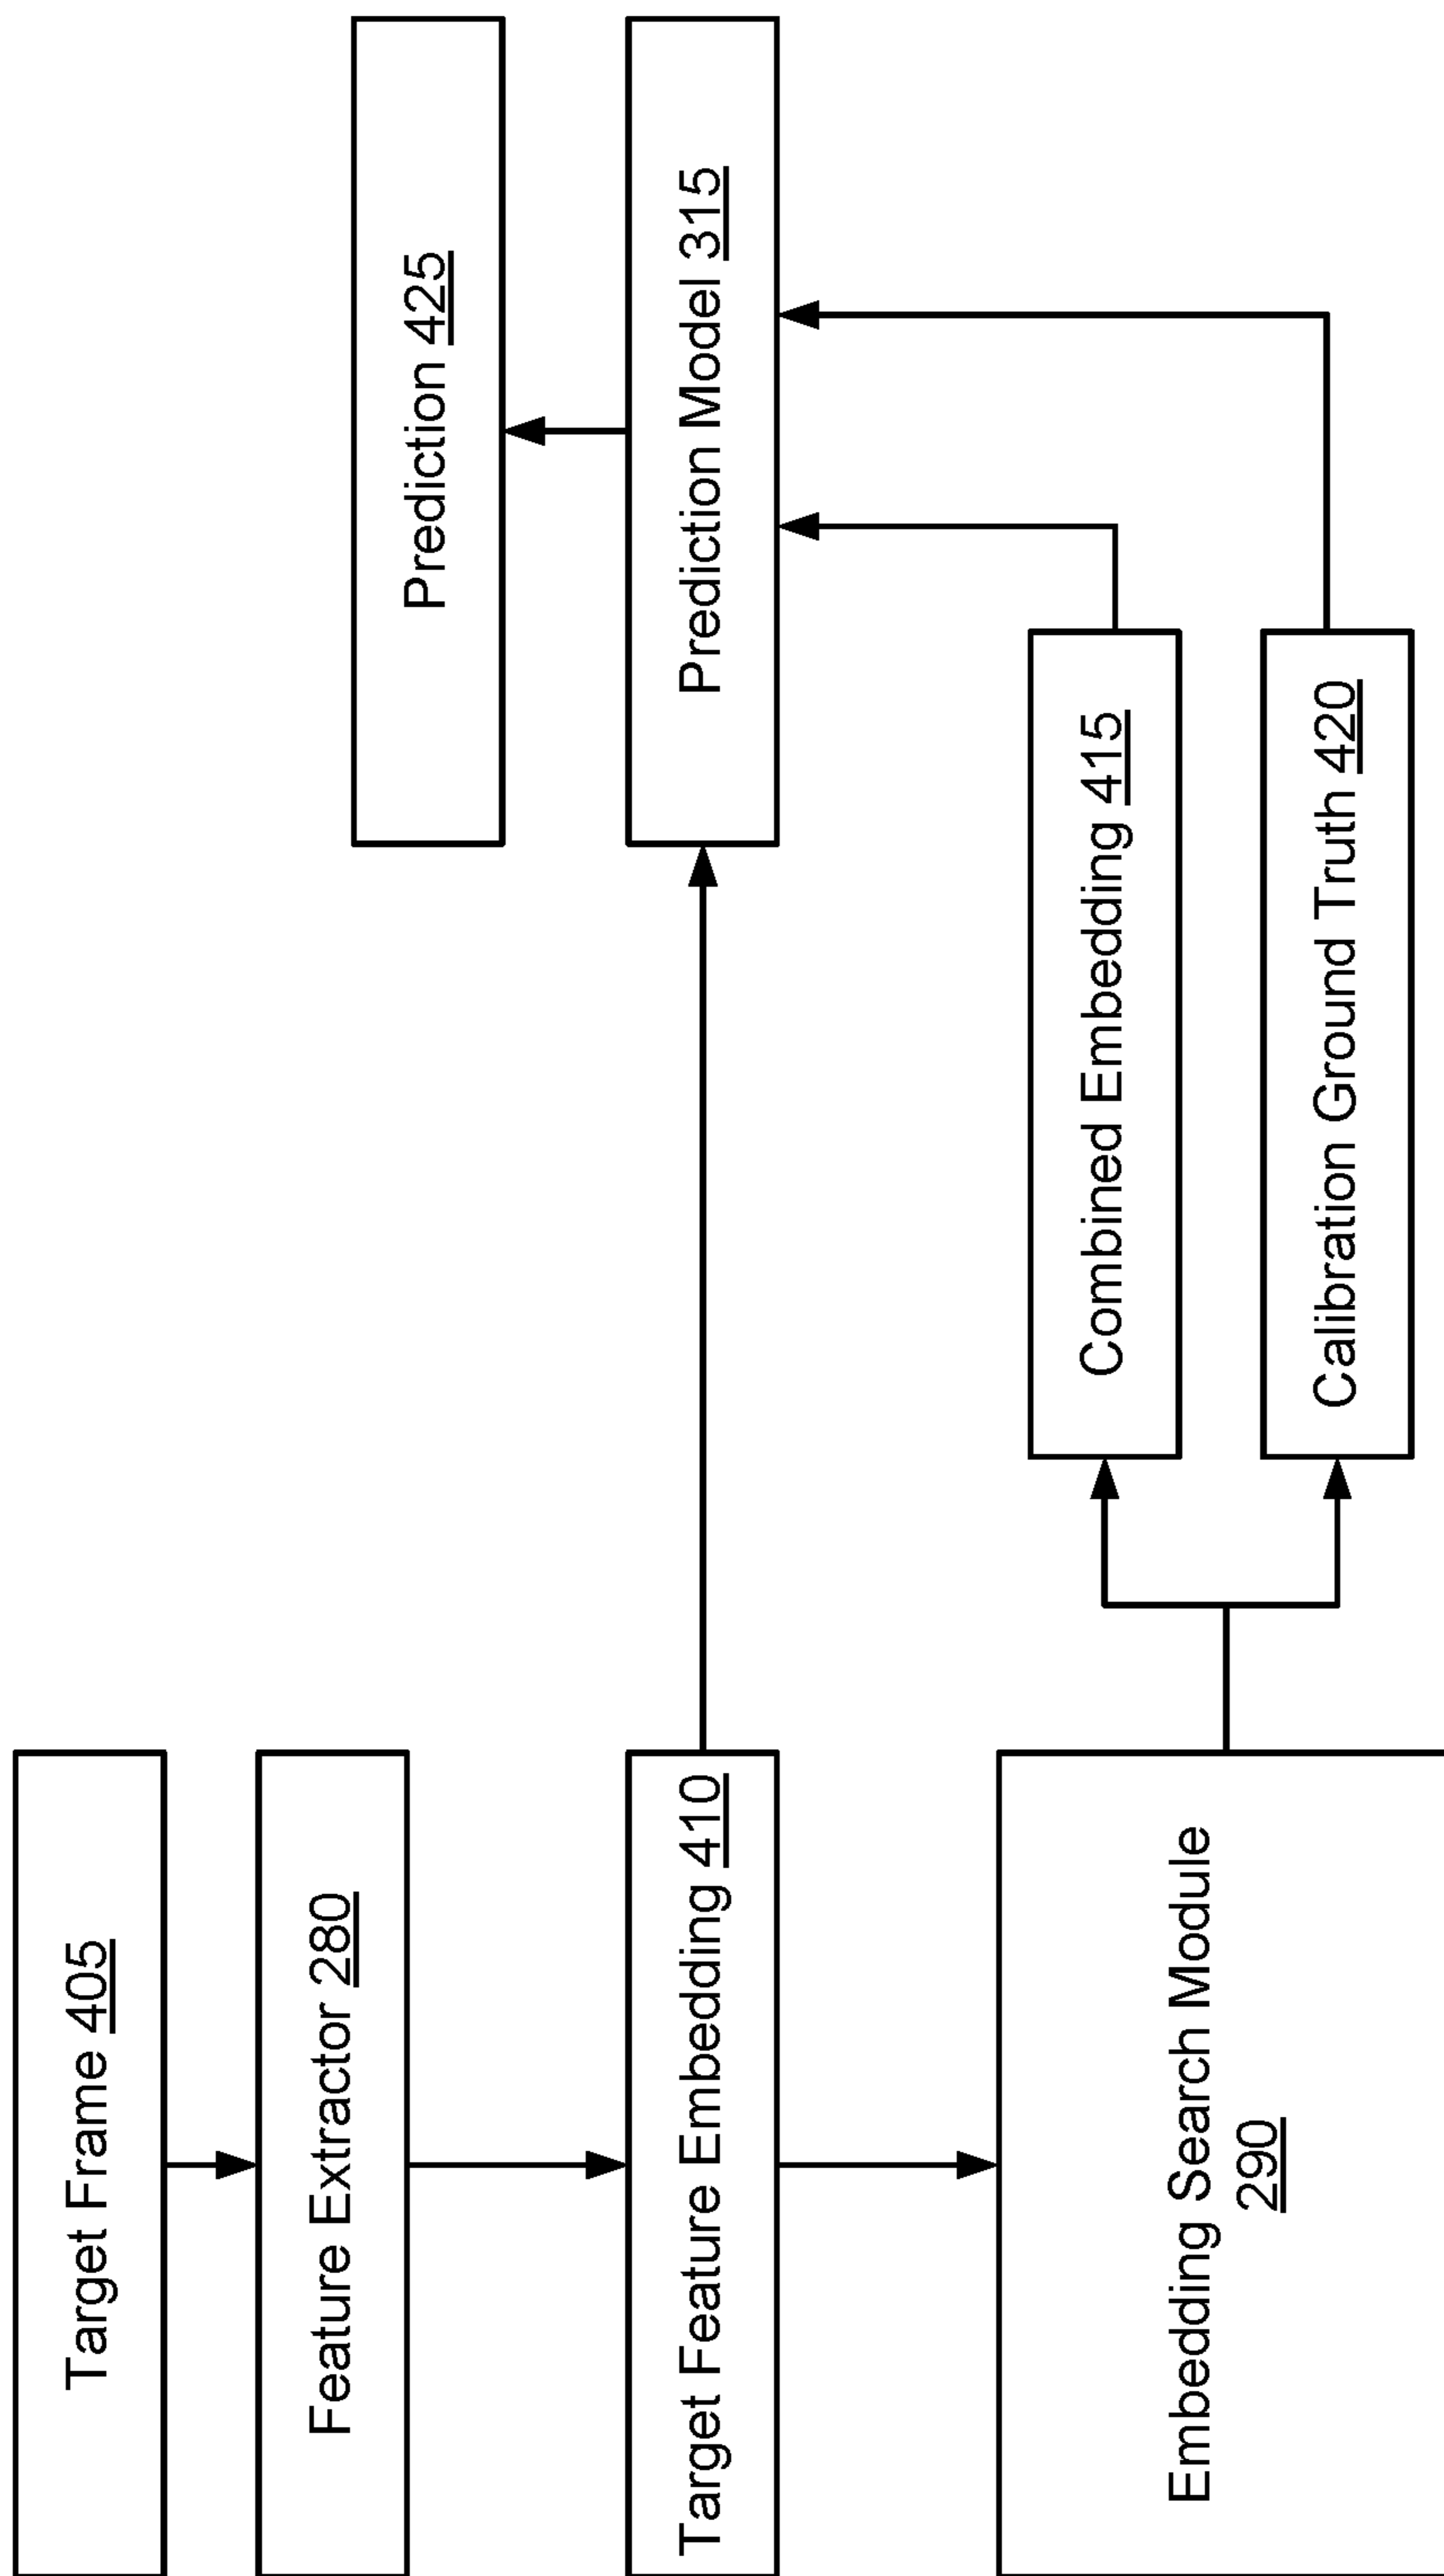 Target Frame 405
Feature Extractor 280
Target Feature Embedding 410
Embedding Search Module
290
Combined Embedding 415
Calibration Ground Truth 420
Prediction Model 315
Prediction 425